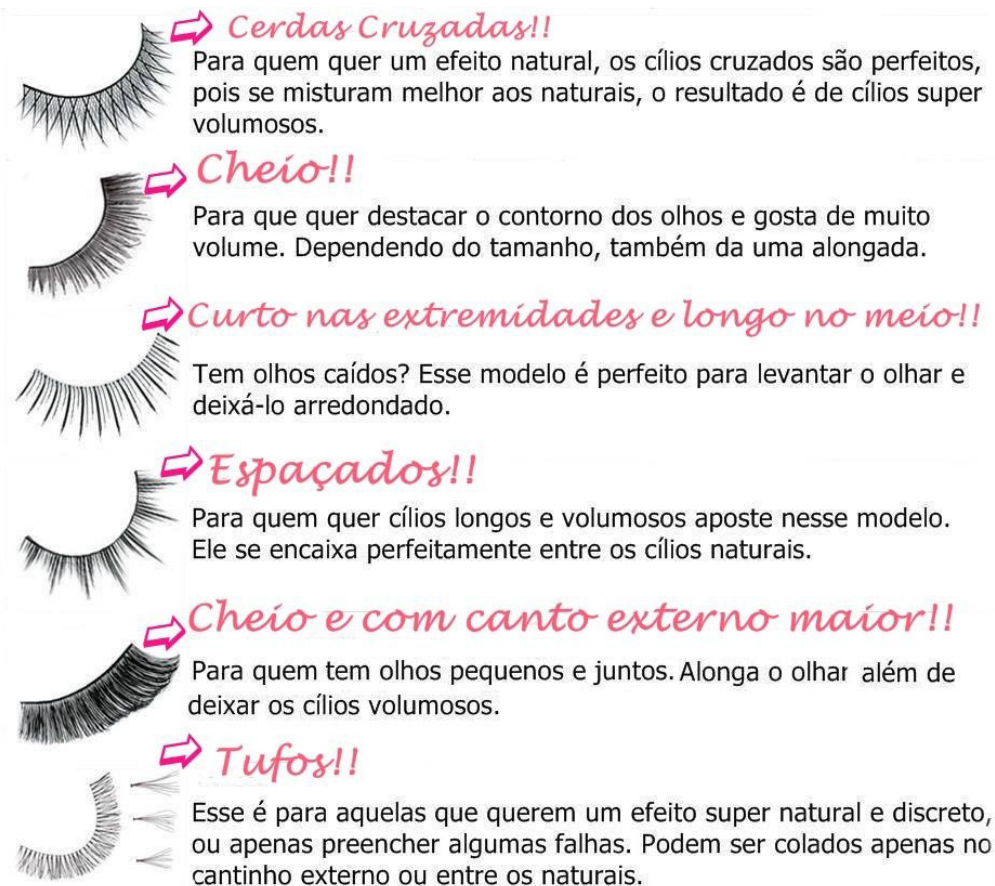 Cerdas Cruzadas!!
Para quem quer um efeito natural, os cílios cruzados são perfeitos,
pois se misturam melhor aos naturais, o resultado é de cílios super
volumosos.
Cheio!!
Para que quer destacar o contorno dos olhos e gosta de muito
volume. Dependendo do tamanho, também da uma alongada.
Curto nas extremidades e longo no meio!!
Tem olhos caídos? Esse modelo é perfeito para levantar o olhar e
deixá-lo arredondado.
Espaçados!!
Para quem quer cílios longos e volumosos aposte nesse modelo.
Ele se encaixa perfeitamente entre os cílios naturais.
Cheio e com canto externo maior!!
Para quem tem olhos pequenos e juntos. Alonga o olhar além de
deixar os cílios volumosos.
Tufos!!
Esse é para aquelas que querem um efeito super natural e discreto,
ou apenas preencher algumas falhas. Podem ser colados apenas no
cantinho externo ou entre os naturais.